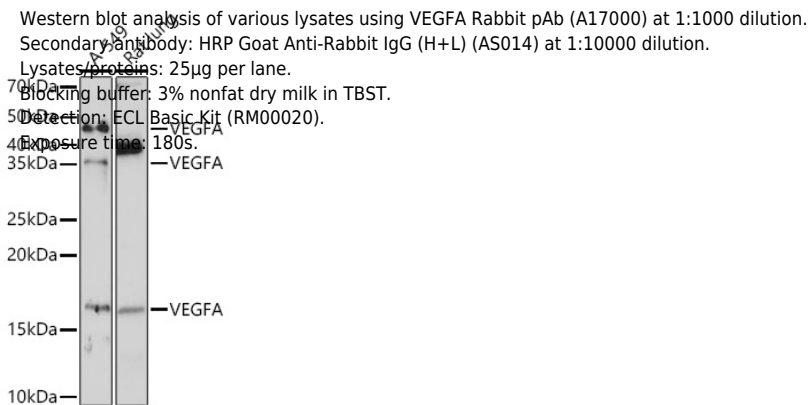 Western blot analysis of various lysates using VEGFA Rabbit pAb (A17000) at 1:1000 dilution.
Secondary antibody: HRP Goat Anti-Rabbit IgG (H+L) (AS014) at 1:10000 dilution.
Lysates/proteins: 25μg per lane.
Blocking buffer: 3% nonfat dry milk in TBST.
Detection: ECL Basic Kit (RM00020).
Exposure time: 180s.
A-549
Rat lung
70kDa
50kDa
VEGFA
40kDa
35kDa
VEGFA
25kDa
20kDa
VEGFA
15kDa
10kDa